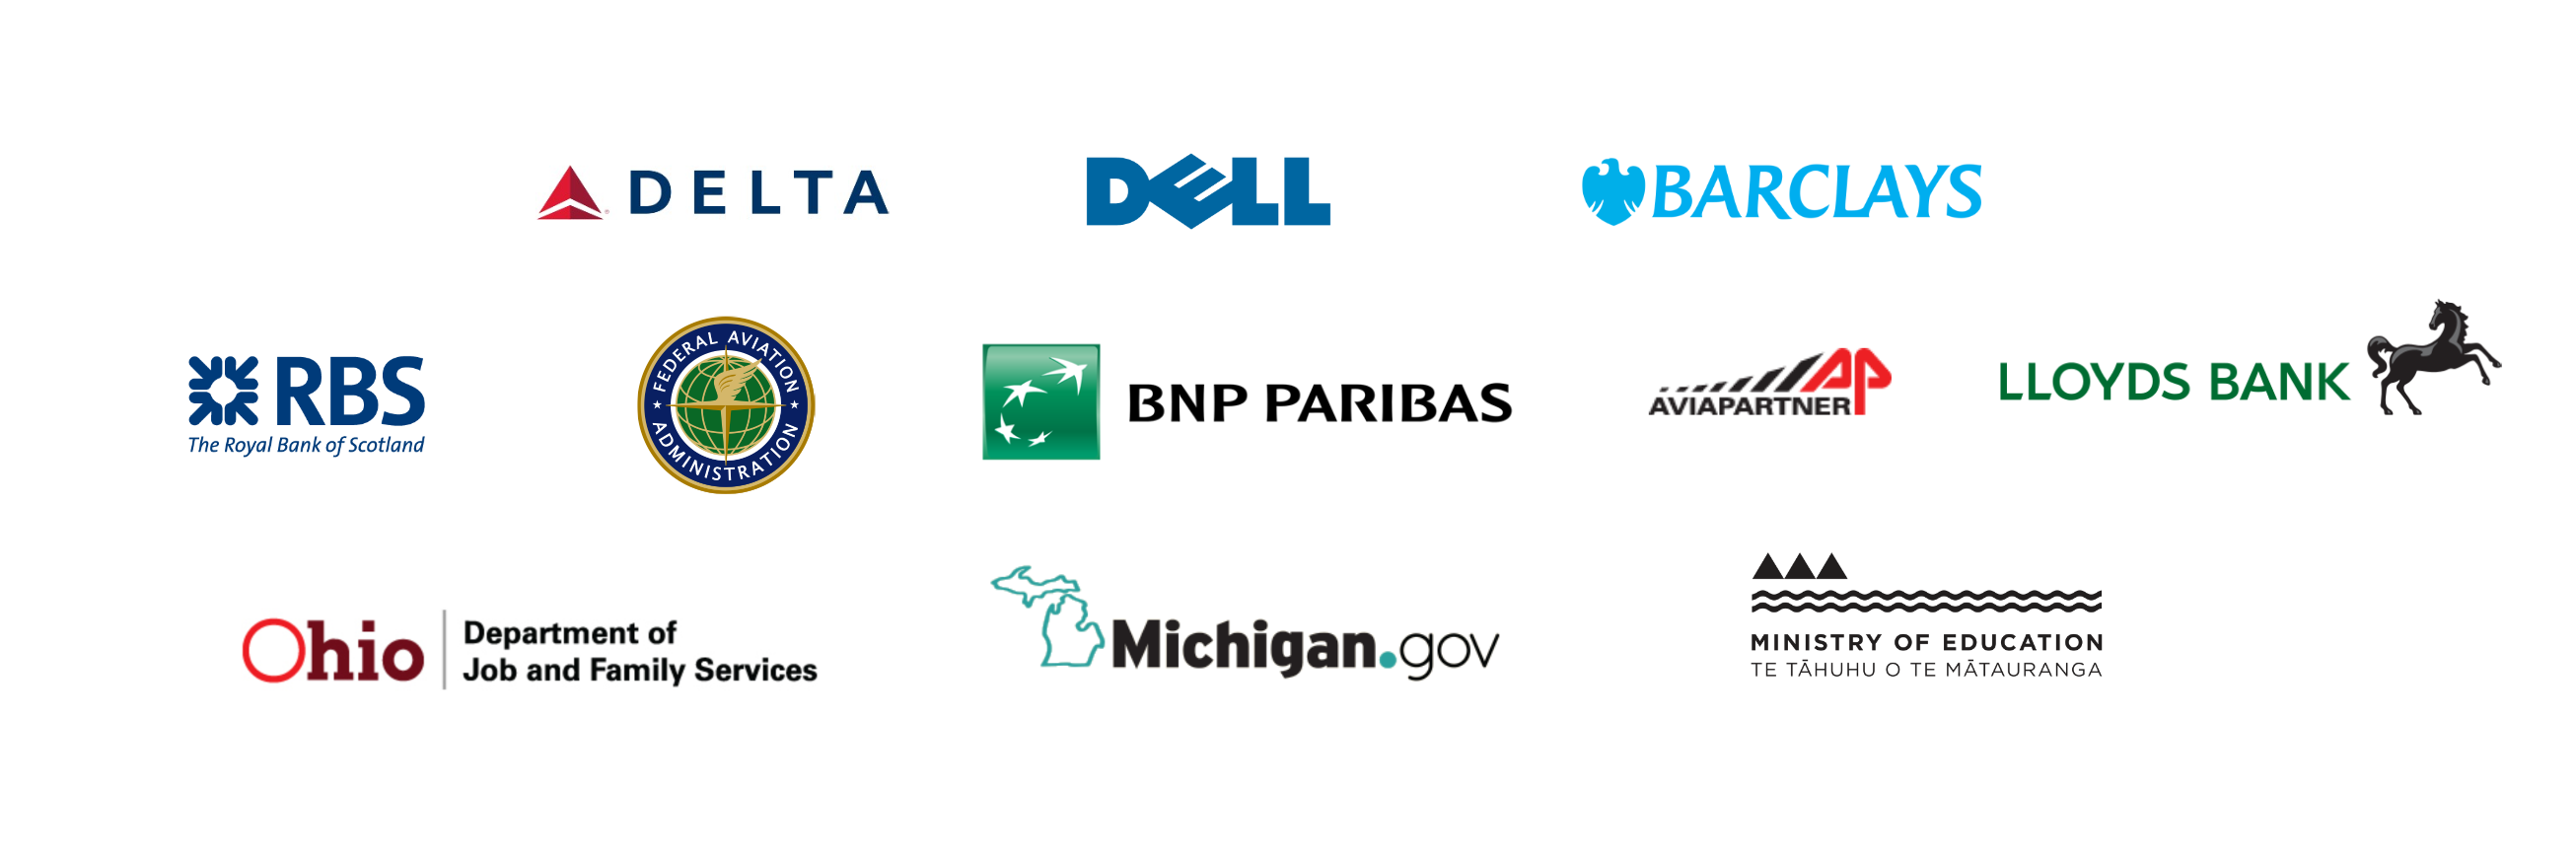 DELTA
DELL
BARCLAYS
RBS
The Royal Bank of Scotland
FEDERAL AVIATION
ADMINISTRATION
BNP PARIBAS
AP
AVIAPARTNER
LLOYDS BANK
Ohio
Department of
Job and Family Services
Michigan.gov
MINISTRY OF EDUCATION
TE TĀHUHU O TE MĀTAURANGA